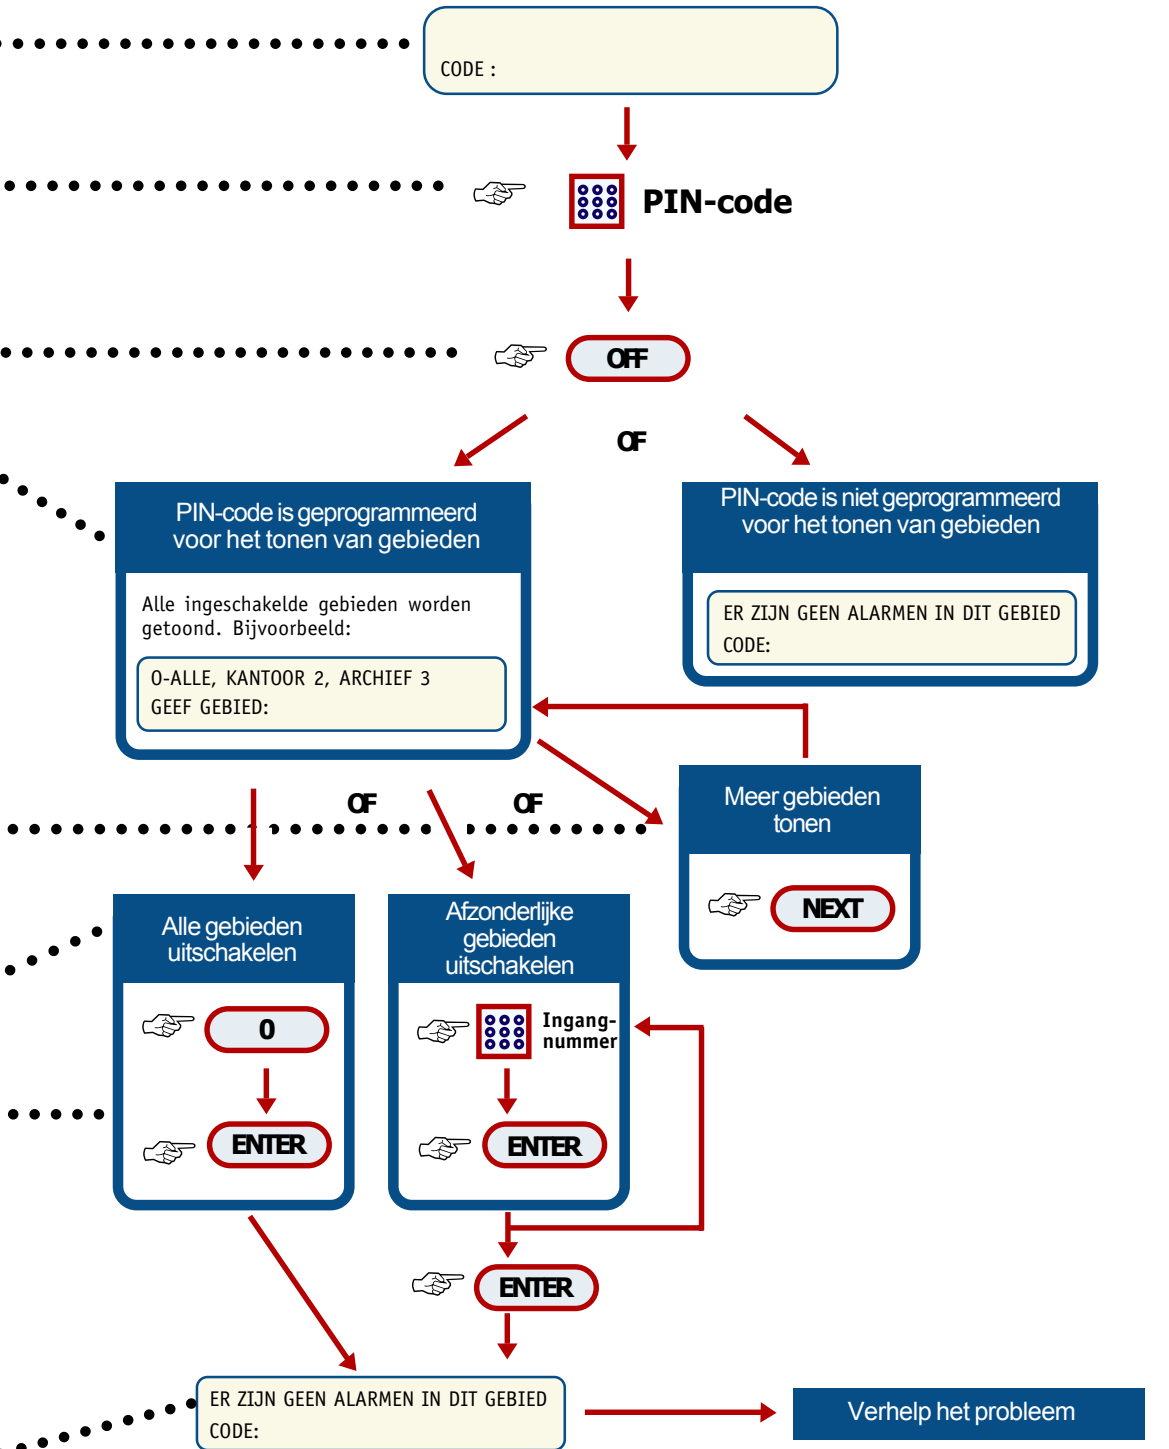 CODE :
PIN-code
OFF
OF
PIN-code is geprogrammeerd
voor het tonen van gebieden
PIN-code is niet geprogrammeerd
voor het tonen van gebieden
Alle ingeschakelde gebieden worden
getoond. Bijvoorbeeld:
O-ALLE, KANTOOR 2, ARCHIEF 3
GEEF GEBIED:
ER ZIJN GEEN ALARMEN IN DIT GEBIED
CODE:
OF
OF
Meer gebieden
tonen
NEXT
Alle gebieden
uitschakelen
0
ENTER
Afzonderlijke
gebieden
uitschakelen
Ingang-
nummer
ENTER
ENTER
ER ZIJN GEEN ALARMEN IN DIT GEBIED
CODE:
Verhelp het probleem